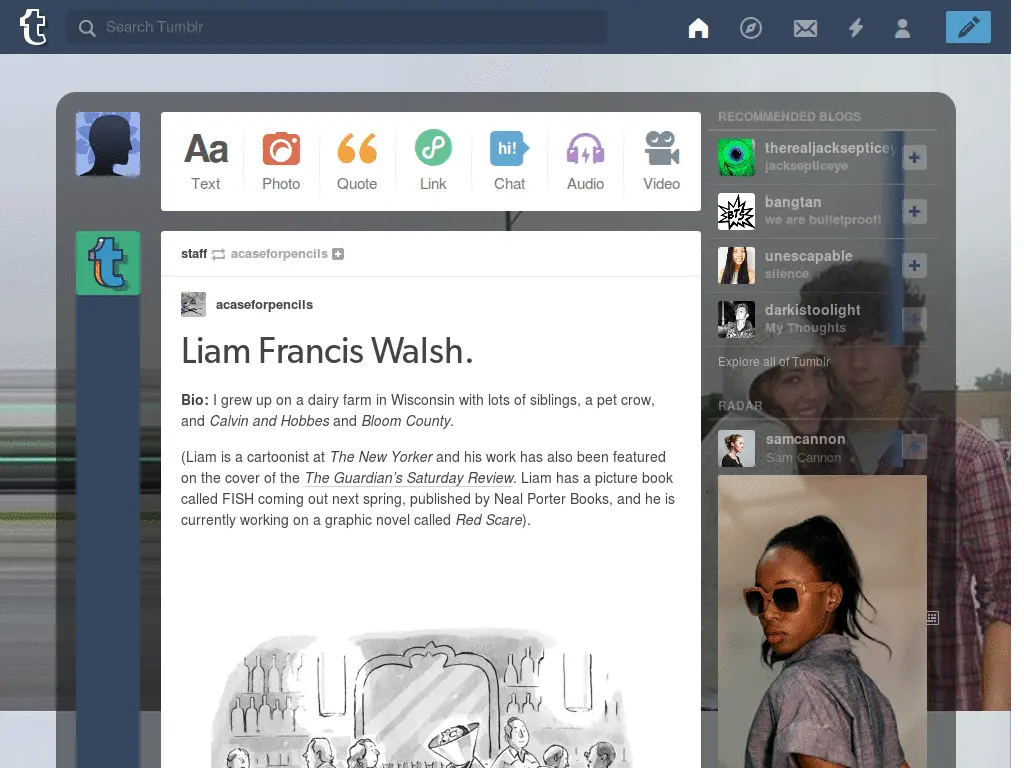 Search Tumblr
Aa
hi!
Text Photo Quote Link Chat Audio Video
staff acaseforpencils
acaseforpencils
Liam Francis Walsh.
Bio: I grew up on a dairy farm in Wisconsin with lots of siblings, a pet crow,
and Calvin and Hobbes and Bloom County.
(Liam is a cartoonist at The New Yorker and his work has also been featured
on the cover of the The Guardian’s Saturday Review. Liam has a picture book
called FISH coming out next spring, published by Neal Porter Books, and he is
currently working on a graphic novel called Red Scare).
RECOMMENDED BLOGS
therealjacksepticey
jacksepticeye
BTS
bangtan
we are bulletproof!
unescapable
silence
darkistoolight
My Thoughts
Explore all of Tumblr
RADAR
samcannon
Sam Cannon